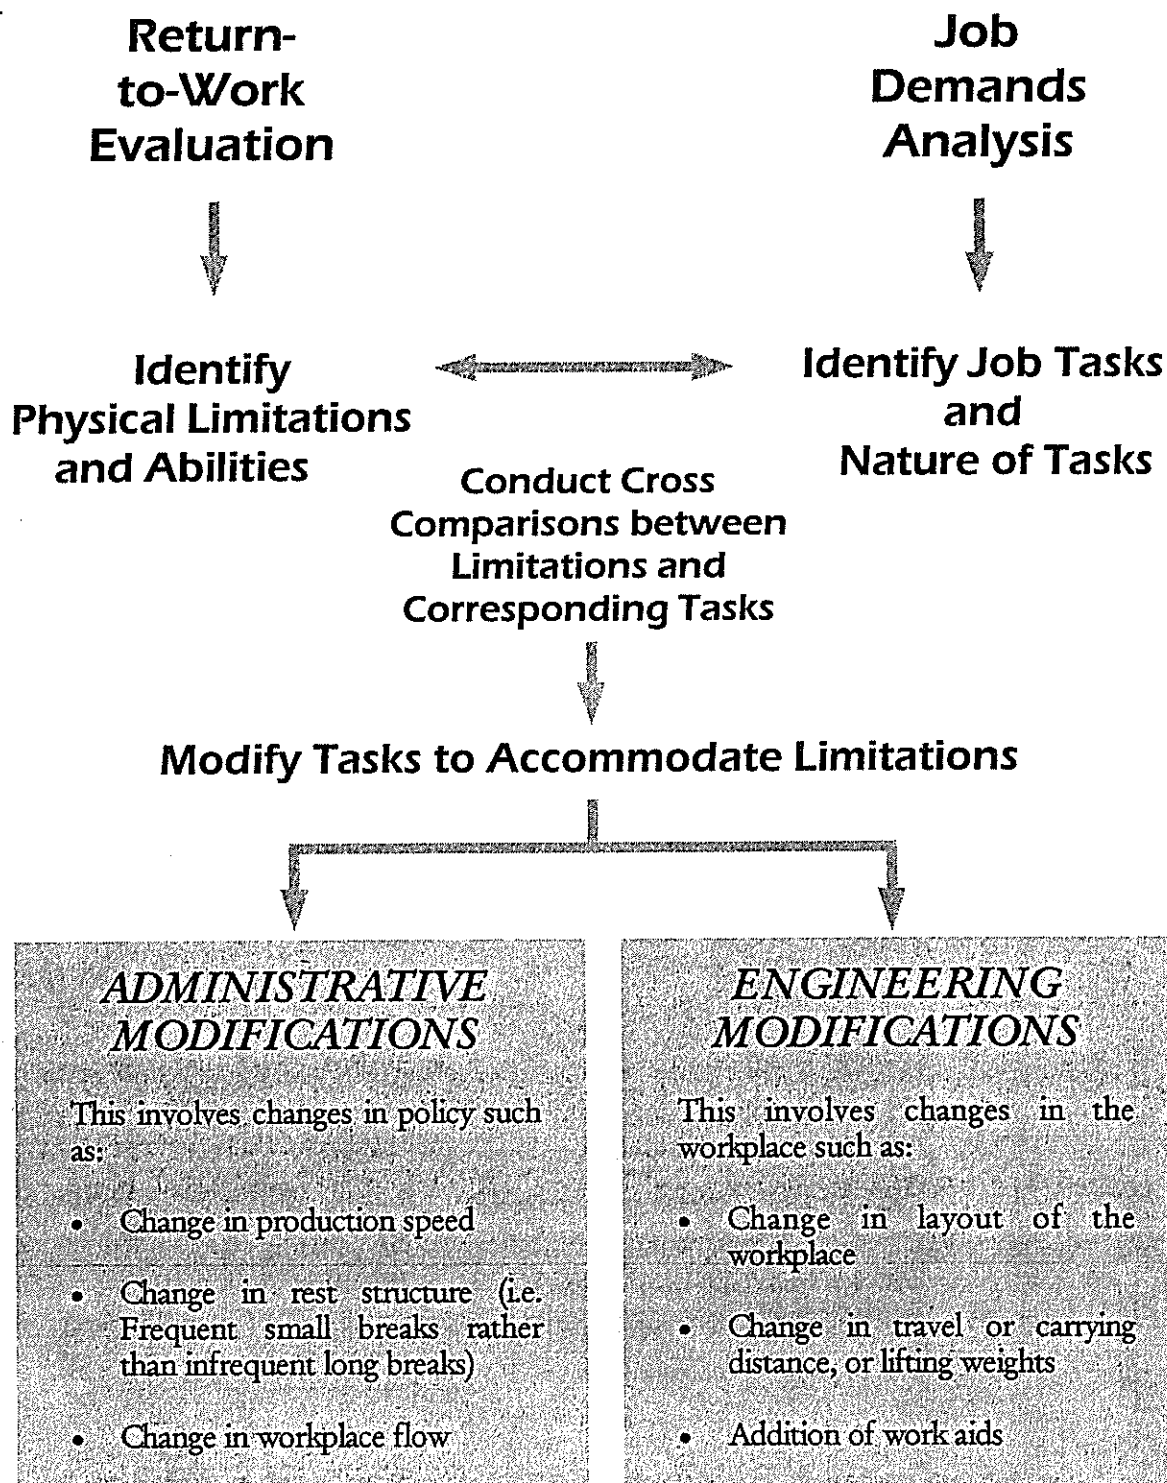 Return-
to-Work
Evaluation
Job
Demands
Analysis
Identify
Physical Limitations
and Abilities
Identify Job Tasks
and
Nature of Tasks
Conduct Cross
Comparisons between
Limitations and
Corresponding Tasks
Modify Tasks to Accommodate Limitations
ADMINISTRATIVE
MODIFICATIONS
This involves changes in policy such
as:
• Change in production speed
• Change in rest structure (i.e.
Frequent small breaks rather
than infrequent long breaks)
• Change in workplace flow
ENGINEERING
MODIFICATIONS
This involves changes in the
workplace such as:
• Change in layout of the
workplace
• Change in travel or carrying
distance, or lifting weights
• Addition of work aids